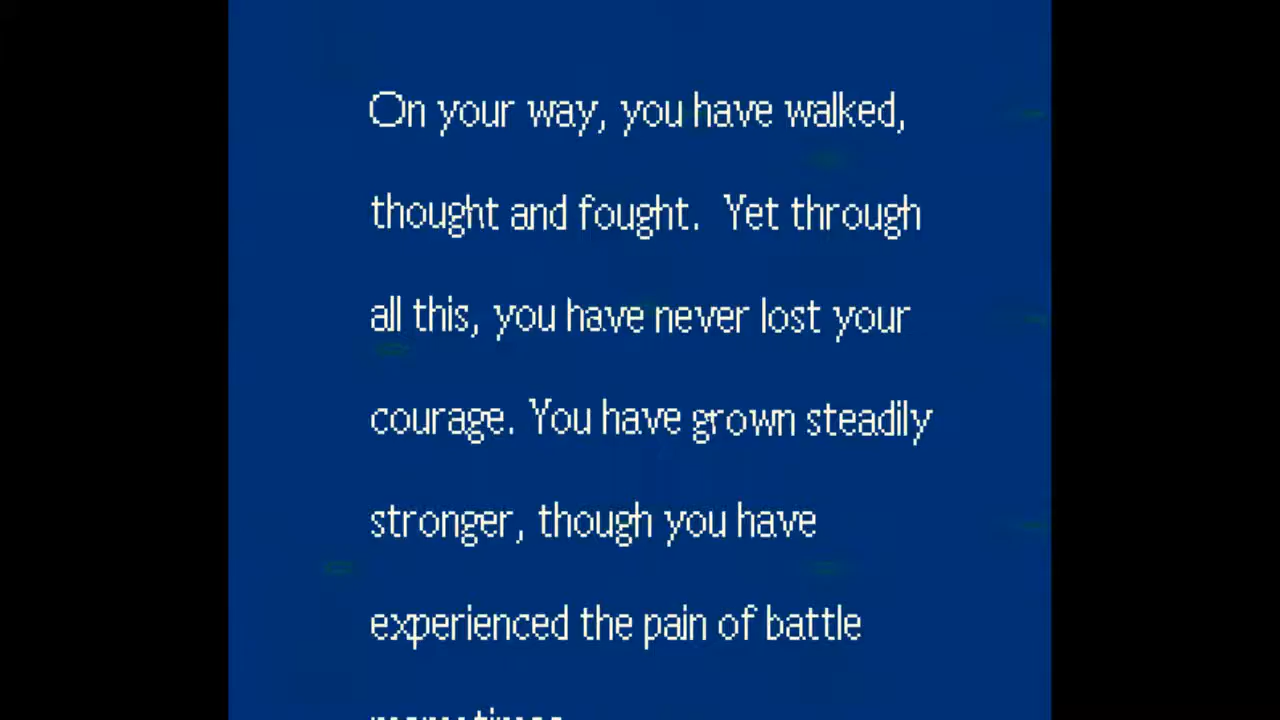 On your way, you have walked,
thought and fought.  Yet through
all this, you have never lost your
courage. You have grown steadily
stronger, though you have
experienced the pain of battle